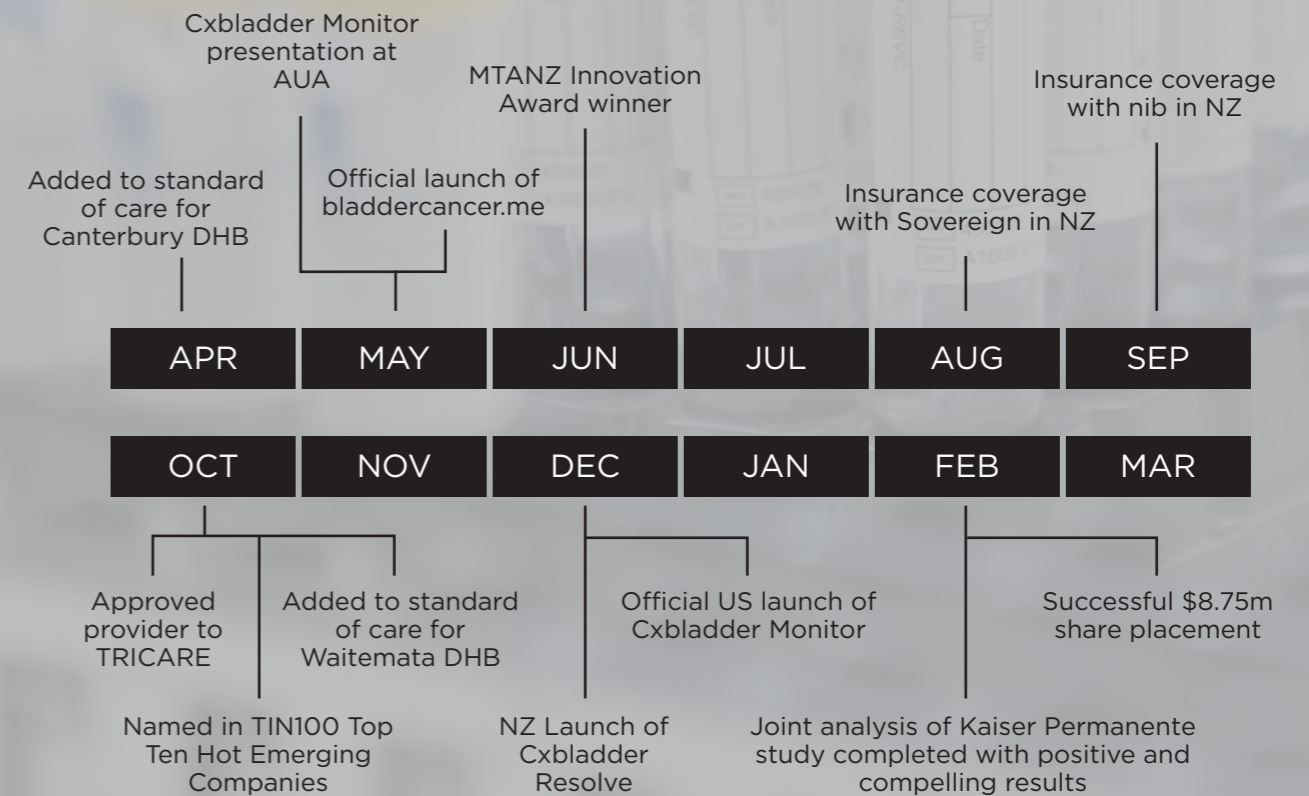 Cxbladder Monitor
presentation at
AUA
MTANZ Innovation
Award winner
Insurance coverage
with nib in NZ
Added to standard
of care for
Canterbury DHB
Official launch of
bladdercancer.me
Insurance coverage
with Sovereign in NZ
APR
MAY
JUN
JUL
AUG
SEP
OCT
NOV
DEC
JAN
FEB
MAR
Approved
provider to
TRICARE
Added to standard
of care for
Waitemata DHB
Official US launch of
Cxbladder Monitor
Successful $8.75m
share placement
Named in TIN100 Top
Ten Hot Emerging
Companies
NZ Launch of
Cxbladder
Resolve
Joint analysis of Kaiser Permanente
study completed with positive and
compelling results
Date